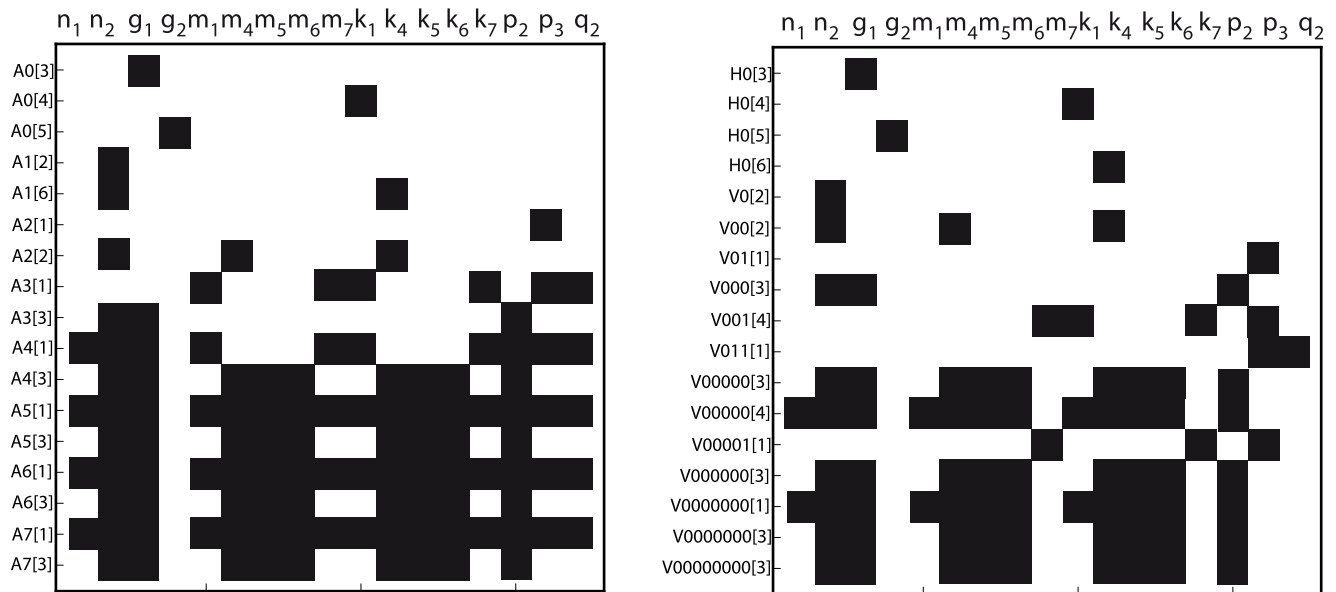 n1 n2 g1 g2 m1 m4 m5 m6 m7 k1 k4 k5 k6 k7 p2 p3 q2
A0[3]
A0[4]
A0[5]
A1[2]
A1[6]
A2[1]
A2[2]
A3[1]
A3[3]
A4[1]
A4[3]
A5[1]
A5[3]
A6[1]
A6[3]
A7[1]
A7[3]
n1 n2 g1 g2 m1 m4 m5 m6 m7 k1 k4 k5 k6 k7 p2 p3 q2
H0[3]
H0[4]
H0[5]
H0[6]
V0[2]
V00[2]
V01[1]
V000[3]
V001[4]
V011[1]
V00000[3]
V00000[4]
V00001[1]
V000000[3]
V0000000[1]
V0000000[3]
V00000000[3]